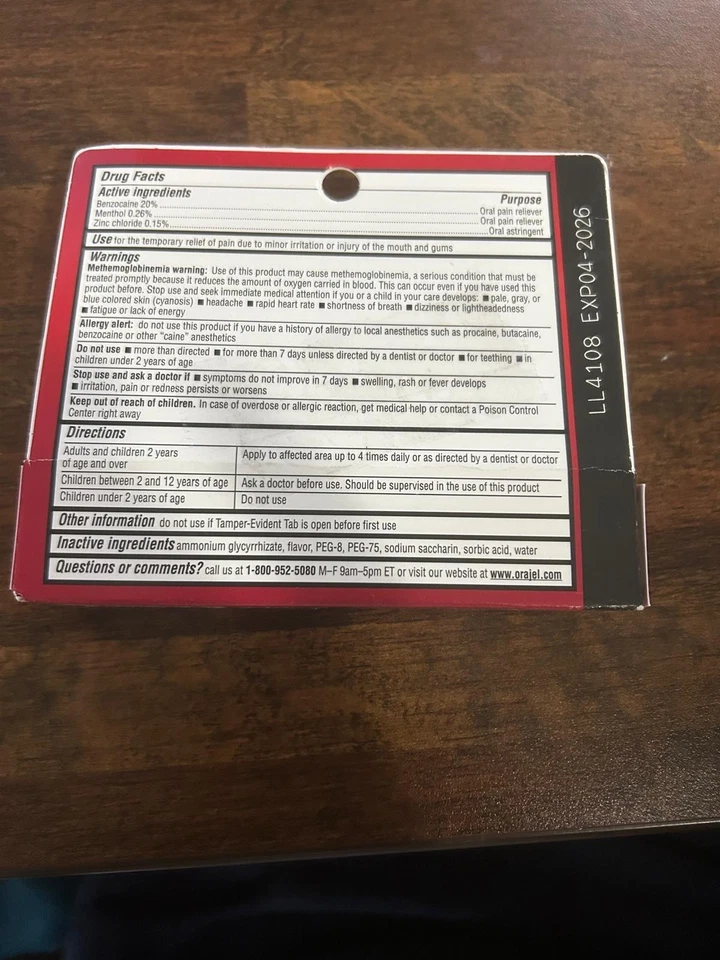 Drug Facts
Active ingredients Purpose
Benzocaine 20%........Oral pain reliever
Menthol 0.26%........Oral pain reliever
Zinc chloride 0.15%........Oral astringent
Use for the temporary relief of pain due to minor irritation or injury of the mouth and gums
Warnings
Methemoglobinemia warning: Use of this product may cause methemoglobinemia, a serious condition that must be
treated promptly because it reduces the amount of oxygen carried in blood. This can occur even if you have used this
product before. Stop use and seek immediate medical attention if you or a child in your care develops: ■ pale, gray, or
blue colored skin (cyanosis) ■ headache ■ rapid heart rate ■ shortness of breath ■ dizziness or lightheadedness
■ fatigue or lack of energy
Allergy alert: do not use this product if you have a history of allergy to local anesthetics such as procaine, butacaine,
benzocaine or other "caine" anesthetics
Do not use ■ more than directed ■ for more than 7 days unless directed by a dentist or doctor ■ for teething ■ in
children under 2 years of age
Stop use and ask a doctor if ■ symptoms do not improve in 7 days ■ swelling, rash or fever develops
■ irritation, pain or redness persists or worsens
Keep out of reach of children. In case of overdose or allergic reaction, get medical help or contact a Poison Control
Center right away
Directions
Adults and children 2 years
of age and over
Apply to affected area up to 4 times daily or as directed by a dentist or doctor
Children between 2 and 12 years of age Ask a doctor before use. Should be supervised in the use of this product
Children under 2 years of age Do not use
Other information do not use if Tamper-Evident Tab is open before first use
Inactive ingredients ammonium glycyrrhizate, flavor, PEG-8, PEG-75, sodium saccharin, sorbic acid, water
Questions or comments? call us at 1-800-952-5080 M–F 9am–5pm ET or visit our website at www.orajel.com
LL4108 EXP04-2026